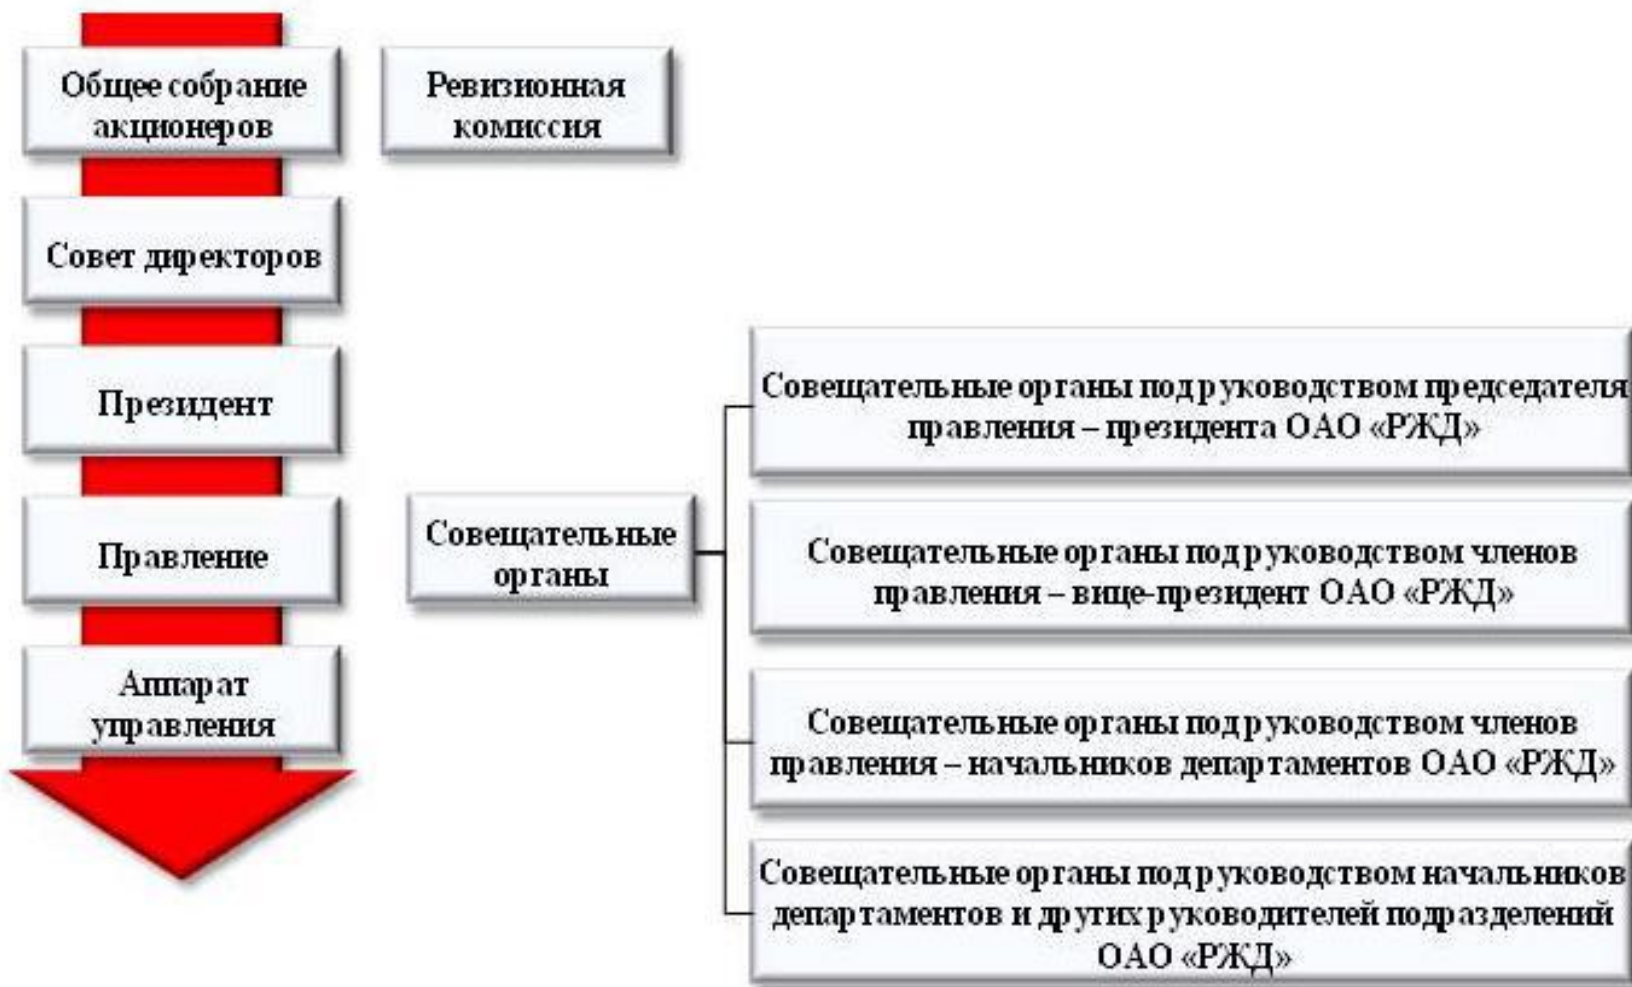 Общее собрание
акционеров
Ревизионная
комиссия
Совет директоров
Президент
Правление
Аппарат
управления
Совещательные
органы
Совещательные органы под руководством председателя
правления – президента ОАО «РЖД»
Совещательные органы под руководством членов
правления – вице-президент ОАО «РЖД»
Совещательные органы под руководством членов
правления – начальников департаментов ОАО «РЖД»
Совещательные органы под руководством начальников
департаментов и других руководителей подразделений
ОАО «РЖД»